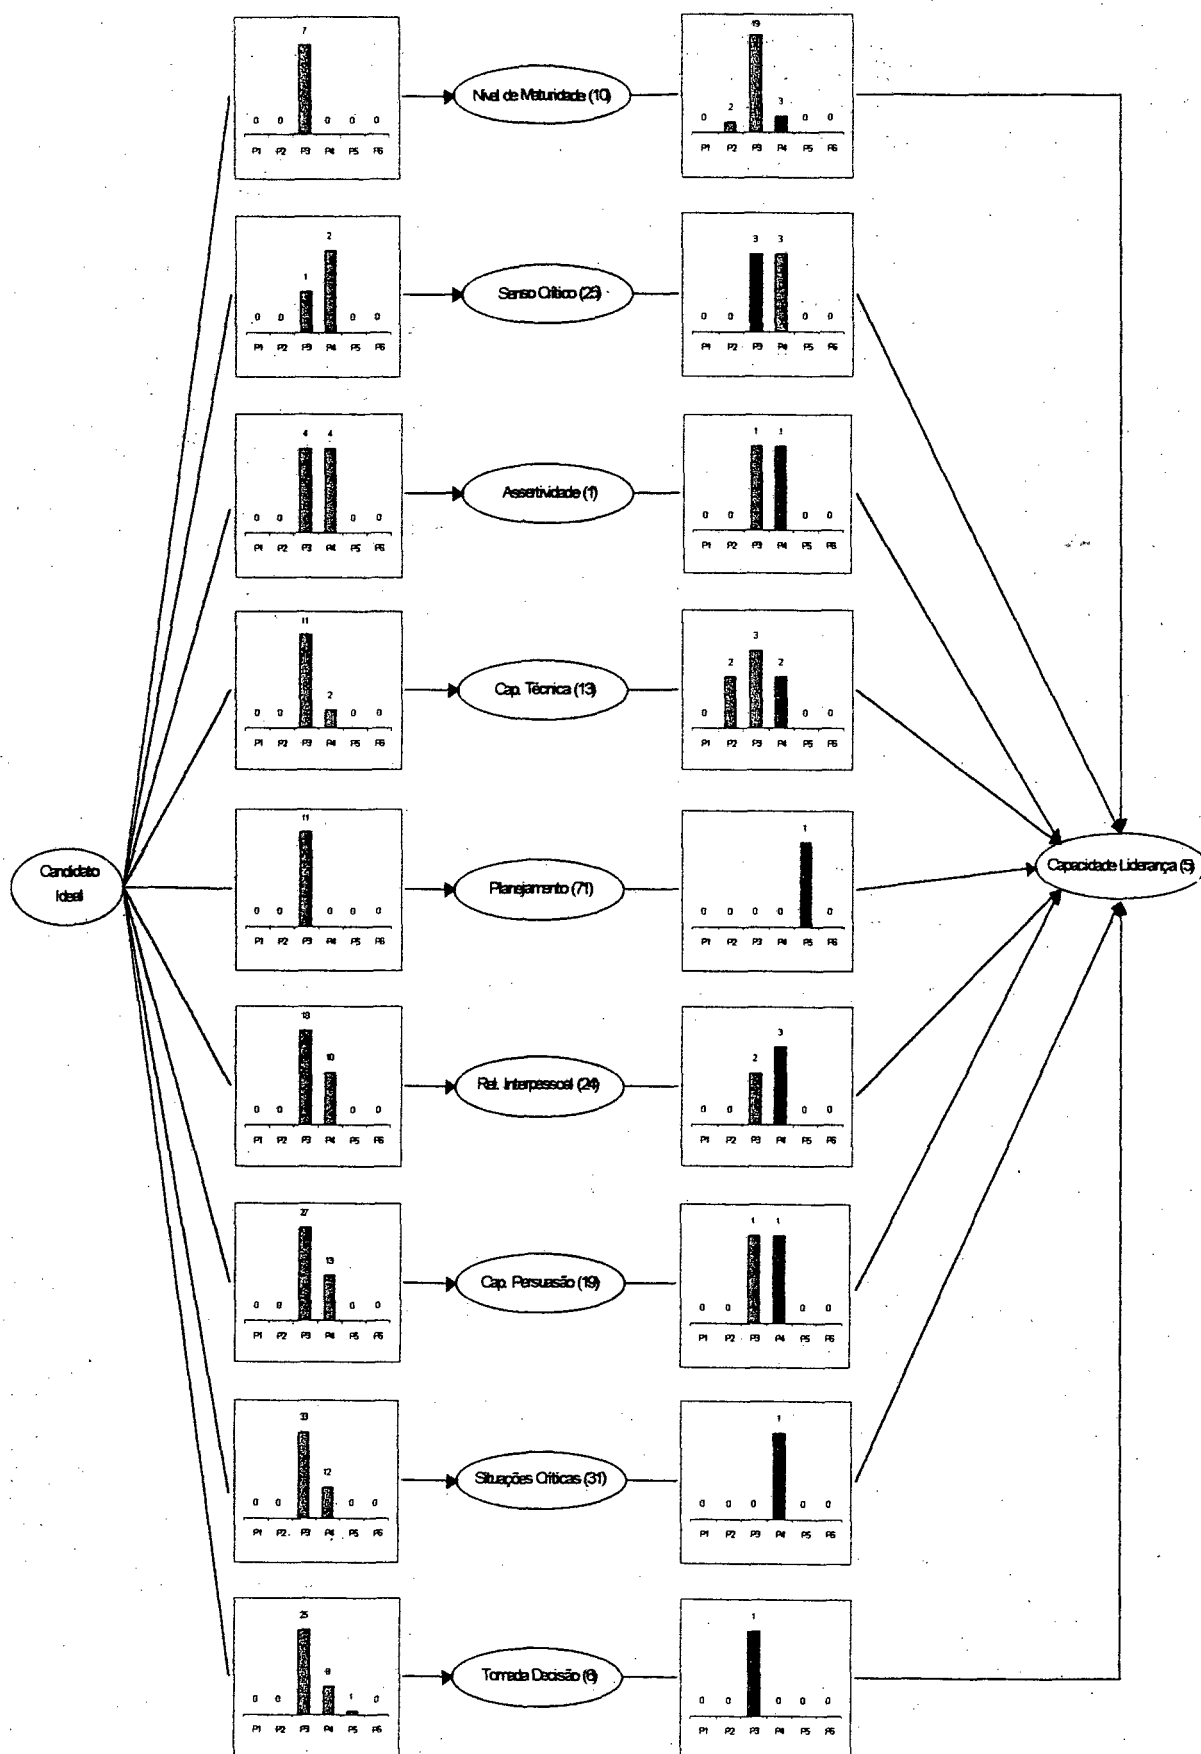 7
0 0 0 0 0
P1 P2 P3 P4 P5 P6
Nível de Maturidade (10)
19
0 2 3 0 0
P1 P2 P3 P4 P5 P6
2
1
0 0 0 0
P1 P2 P3 P4 P5 P6
Senso Crítico (23)
3 3
0 0 0 0
P1 P2 P3 P4 P5 P6
4 4
0 0 0 0
P1 P2 P3 P4 P5 P6
Assertividade (1)
1 1
0 0 0 0
P1 P2 P3 P4 P5 P6
11
0 0 2 0 0
P1 P2 P3 P4 P5 P6
Cap. Técnica (13)
3
2 2
0 0 0
P1 P2 P3 P4 P5 P6
Candidato
Ideal
11
0 0 0 0 0
P1 P2 P3 P4 P5 P6
Planejamento (71)
1
0 0 0 0 0
P1 P2 P3 P4 P5 P6
Capacidade Liderança (5)
18
10
0 0 0 0
P1 P2 P3 P4 P5 P6
Rel. Interpessoal (24)
3
2
0 0 0 0
P1 P2 P3 P4 P5 P6
27
13
0 0 0 0
P1 P2 P3 P4 P5 P6
Cap. Persuasão (19)
1 1
0 0 0 0
P1 P2 P3 P4 P5 P6
33
12
0 0 0 0
P1 P2 P3 P4 P5 P6
Situações Críticas (31)
1
0 0 0 0 0
P1 P2 P3 P4 P5 P6
25
0 0 1 0
P1 P2 P3 P4 P5 P6
Tomada Decisão (6)
1
0 0 0 0 0
P1 P2 P3 P4 P5 P6